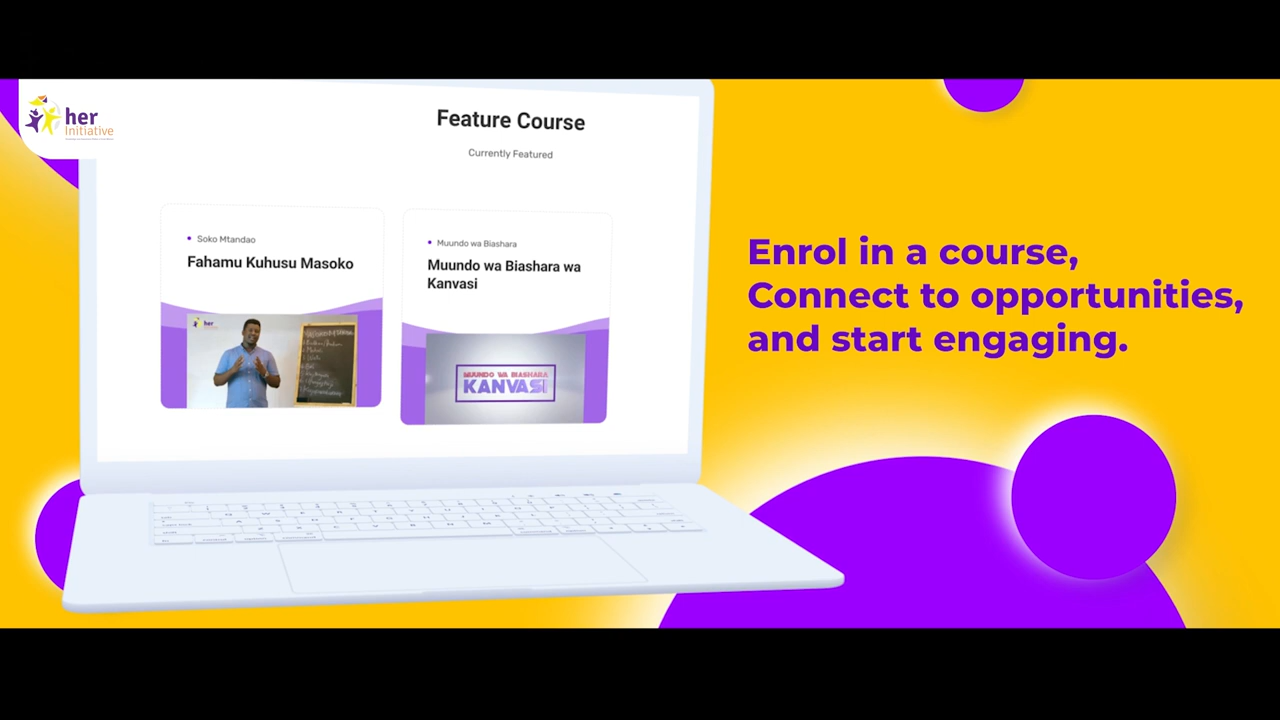 her
Initiative
Feature Course
Currently Featured
Soko Mtandao
Fahamu Kuhusu Masoko
Muundo wa Biashara
Muundo wa Biashara wa
Kanvasi
her
MUUNDO WA BIASHARA
KANVASI
Enrol in a course,
Connect to opportunities,
and start engaging.